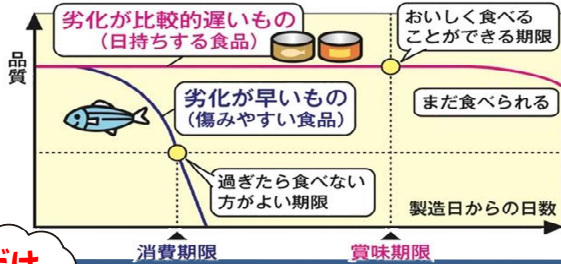 品質
劣化が比較的遅いもの
（日持ちする食品）
おいしく食べる
ことができる期限
劣化が早いもの
（傷みやすい食品）
まだ食べられる
過ぎたら食べない
方がよい期限
製造日からの日数
消費期限
賞味期限